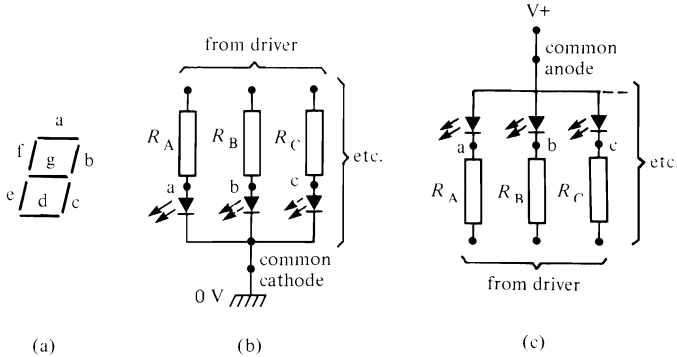 a
f
g
b
e
d
c
(a)
from driver
R_A
R_B
R_C
etc.
a
b
c
common
cathode
0 V
(b)
V+
common
anode
a
b
c
etc.
R_A
R_B
R_C
from driver
(c)